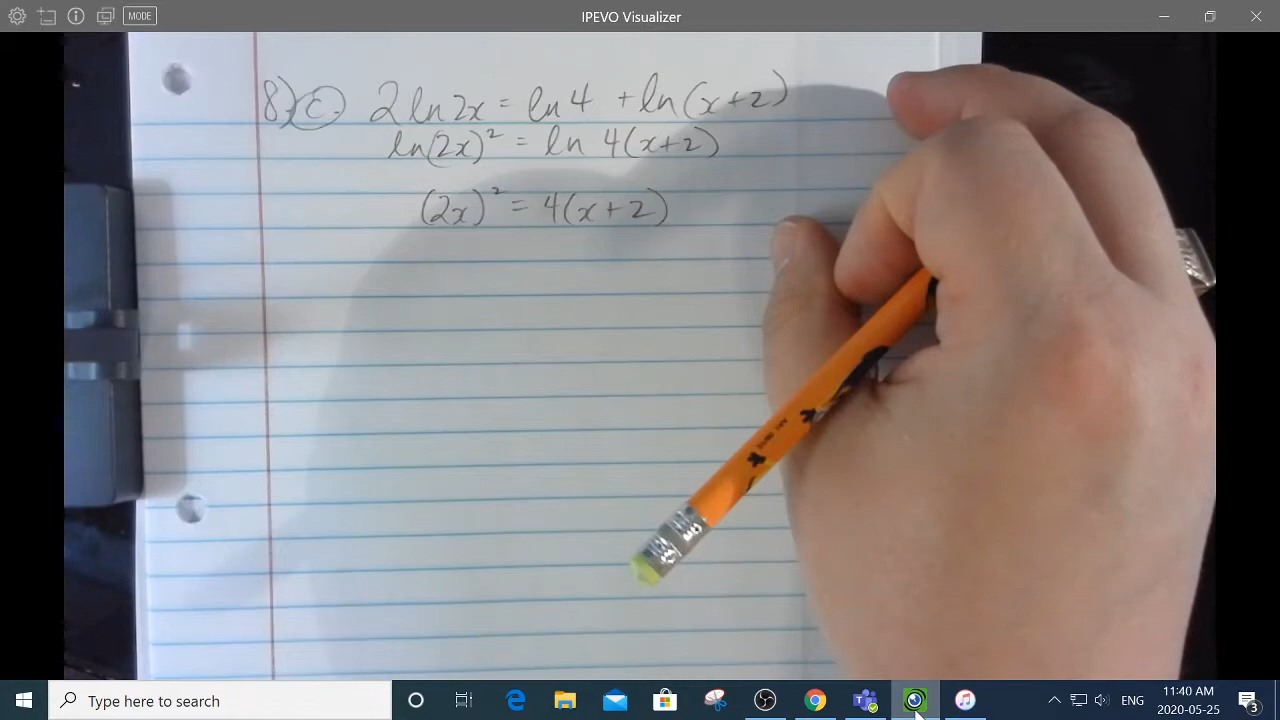 MODE
IPEVO Visualizer
8) c) 2 ln 2x = ln 4 + ln (x+2)
ln(2x)² = ln 4(x+2)
(2x)² = 4(x+2)
Type here to search
ENG
11:40 AM
2020-05-25
3